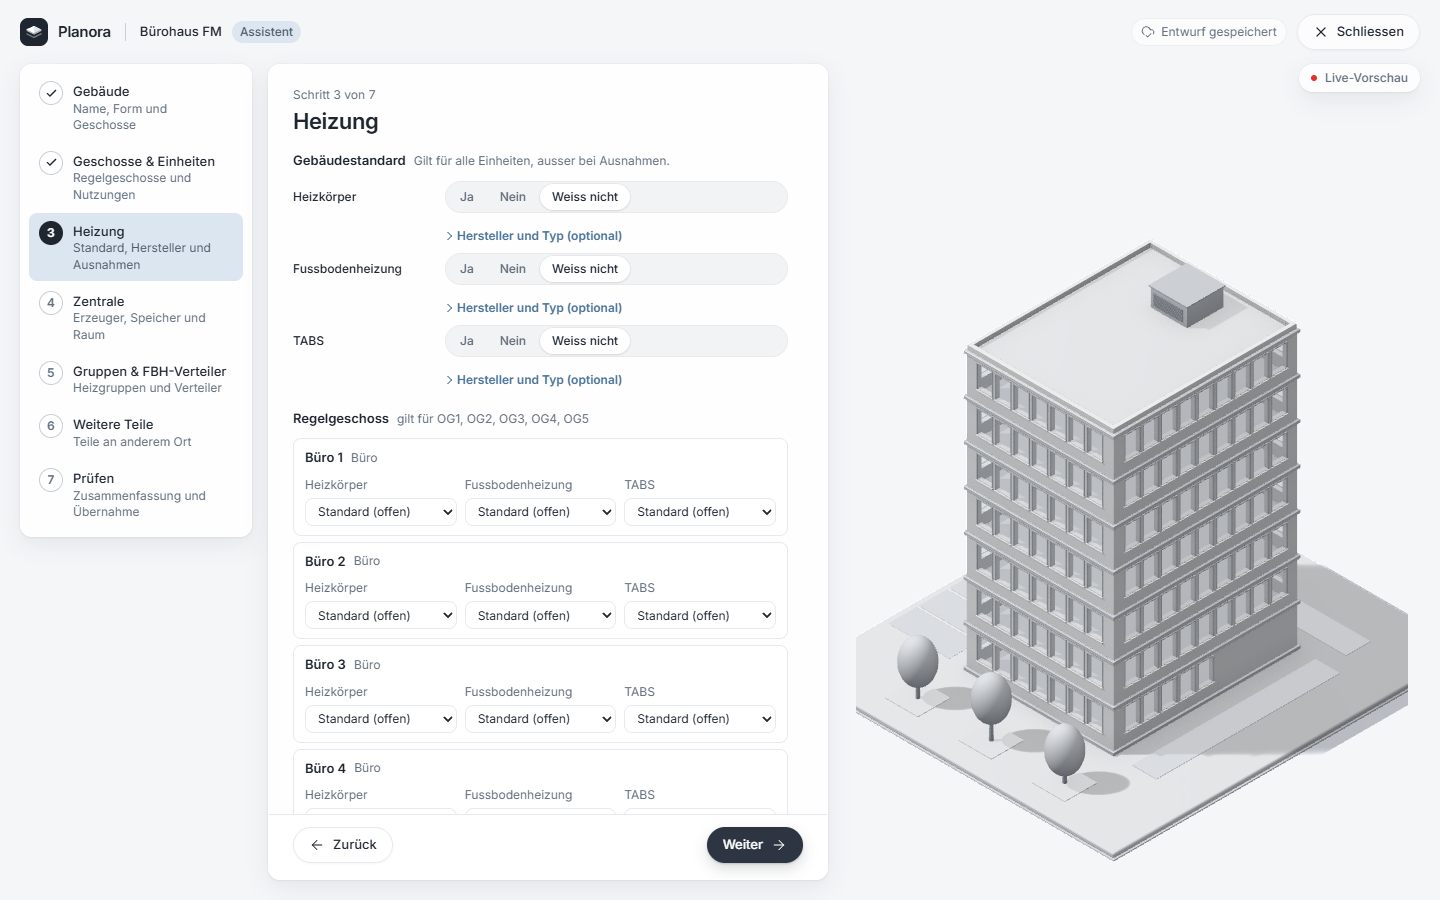 Planora
Bürohaus FM
Assistent
Entwurf gespeichert
Schliessen
Live-Vorschau
Gebäude
Name, Form und
Geschosse
Geschosse & Einheiten
Regelgeschosse und
Nutzungen
3
Heizung
Standard, Hersteller und
Ausnahmen
4
Zentrale
Erzeuger, Speicher und
Raum
5
Gruppen & FBH-Verteiler
Heizgruppen und Verteiler
6
Weitere Teile
Teile an anderem Ort
7
Prüfen
Zusammenfassung und
Übernahme
Schritt 3 von 7
Heizung
Gebäudestandard Gilt für alle Einheiten, ausser bei Ausnahmen.
Heizkörper Ja Nein Weiss nicht
Hersteller und Typ (optional)
Fussbodenheizung Ja Nein Weiss nicht
Hersteller und Typ (optional)
TABS Ja Nein Weiss nicht
Hersteller und Typ (optional)
Regelgeschoss gilt für OG1, OG2, OG3, OG4, OG5
Büro 1 Büro
Heizkörper Fussbodenheizung TABS
Standard (offen) Standard (offen) Standard (offen)
Büro 2 Büro
Heizkörper Fussbodenheizung TABS
Standard (offen) Standard (offen) Standard (offen)
Büro 3 Büro
Heizkörper Fussbodenheizung TABS
Standard (offen) Standard (offen) Standard (offen)
Büro 4 Büro
Heizkörper Fussbodenheizung TABS
Zurück
Weiter